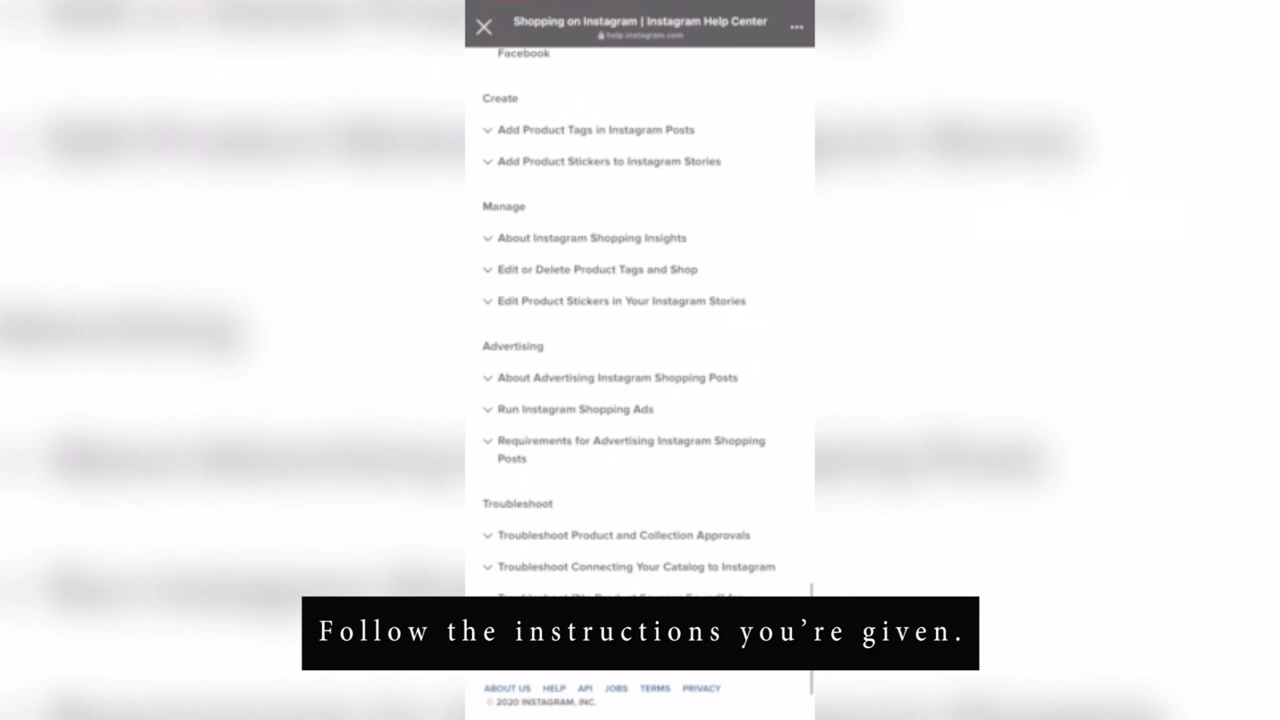 Shopping on Instagram | Instagram Help Center
help.instagram.com
Facebook
Create
Add Product Tags in Instagram Posts
Add Product Stickers to Instagram Stories
Manage
About Instagram Shopping Insights
Edit or Delete Product Tags and Shop
Edit Product Stickers in Your Instagram Stories
Advertising
About Advertising Instagram Shopping Posts
Run Instagram Shopping Ads
Requirements for Advertising Instagram Shopping
Posts
Troubleshoot
Troubleshoot Product and Collection Approvals
Troubleshoot Connecting Your Catalog to Instagram
Follow the instructions you’re given.
ABOUT US HELP API JOBS TERMS PRIVACY
© 2020 INSTAGRAM, INC.